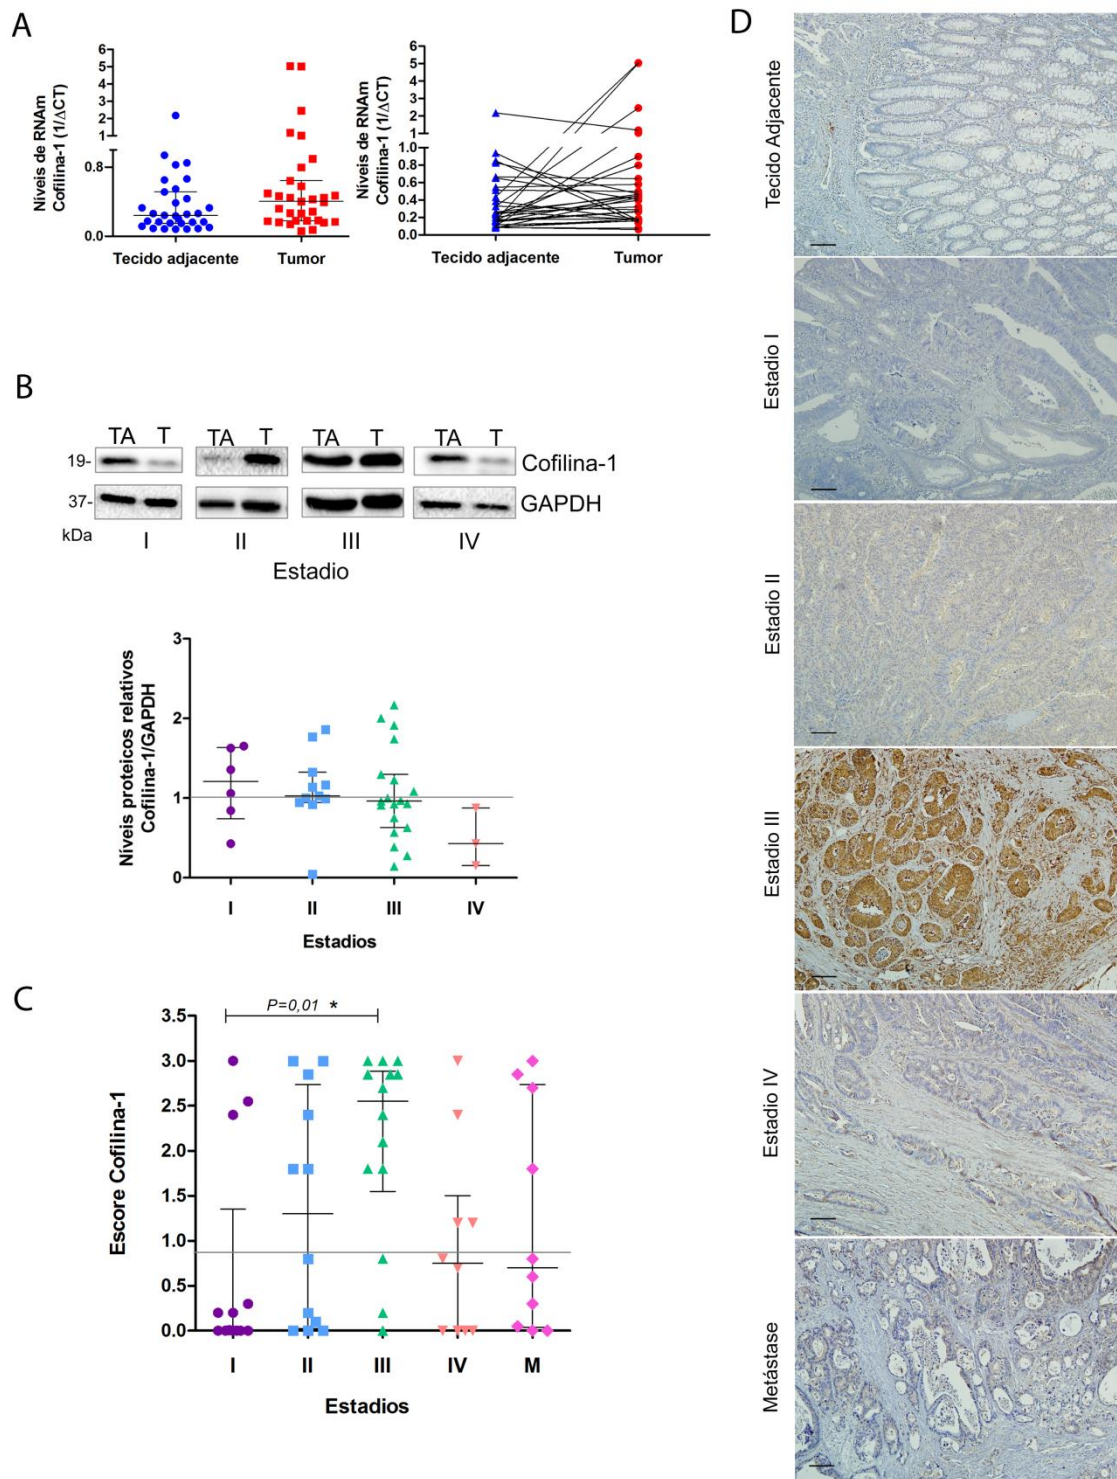 A
Níveis de RNAm
Cofilina-1 (1/ΔCT)
6
5
4
3
2
1
0.8
0.0
Tecido adjacente
Tumor
Níveis de RNAm
Cofilina-1 (1/ΔCT)
6
5
4
3
2
1
1.0
0.8
0.6
0.4
0.2
0.0
Tecido adjacente
Tumor
B
TA T TA T TA T TA T
19- Cofilina-1
37- GAPDH
kDa I II III IV
Estadio
Níveis proteicos relativos
Cofilina-1/GAPDH
3
2
1
0
I II III IV
Estadios
C
P=0,01 *
Escore Cofilina-1
3.5
3.0
2.5
2.0
1.5
1.0
0.5
0.0
I II III IV M
Estadios
D
Tecido Adjacente
Estadio I
Estadio II
Estadio III
Estadio IV
Metástase